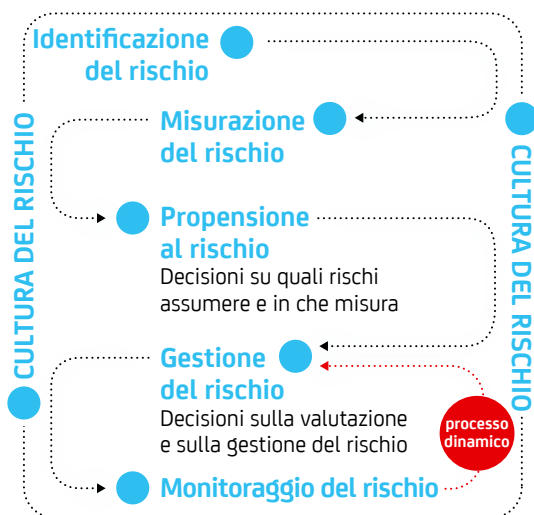 Identificazione
del rischio
Misurazione
del rischio
Propensione
al rischio
Decisioni su quali rischi
assumere e in che misura
Gestione
del rischio
Decisioni sulla valutazione
e sulla gestione del rischio
processo
dinamico
Monitoraggio del rischio
CULTURA DEL RISCHIO
CULTURA DEL RISCHIO